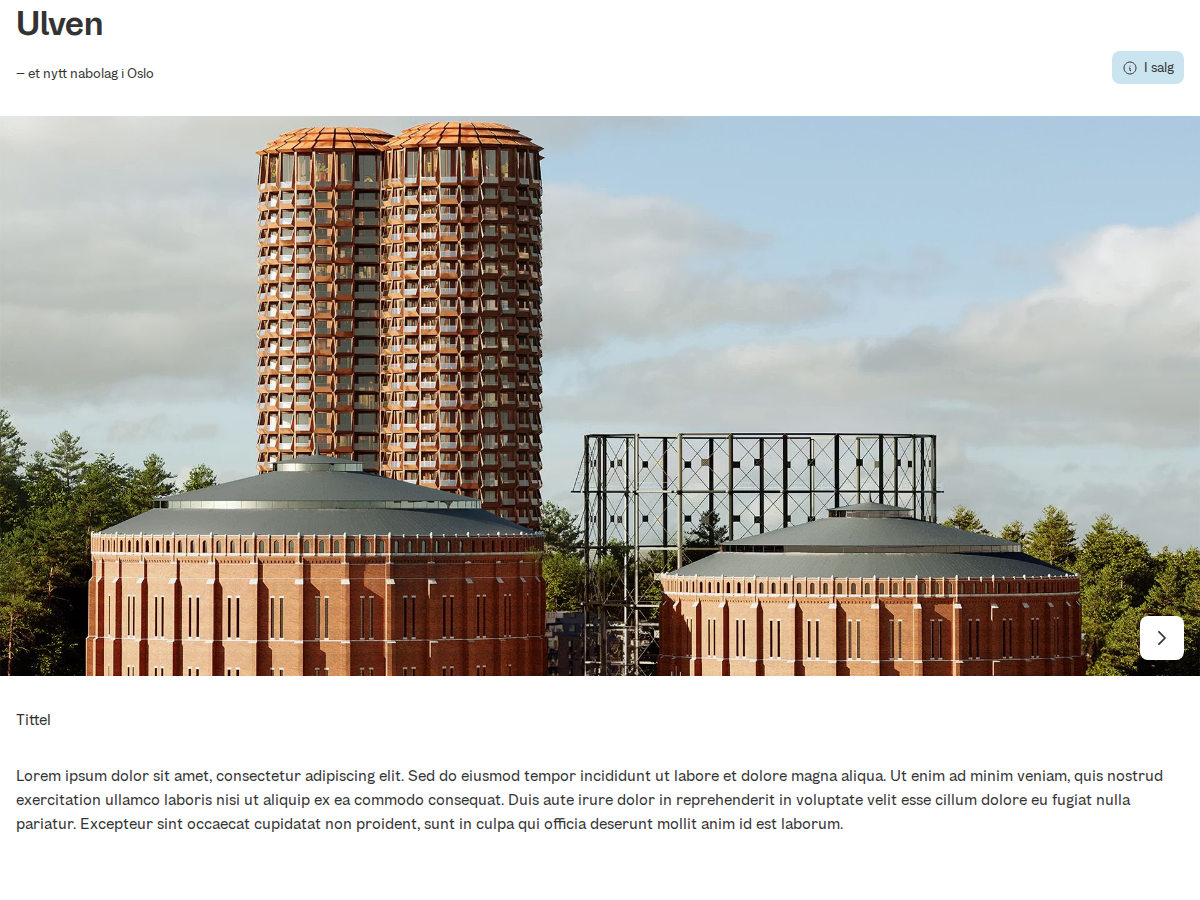 Ulven
– et nytt nabolag i Oslo
I salg
Tittel
Lorem ipsum dolor sit amet, consectetur adipiscing elit. Sed do eiusmod tempor incididunt ut labore et dolore magna aliqua. Ut enim ad minim veniam, quis nostrud
exercitation ullamco laboris nisi ut aliquip ex ea commodo consequat. Duis aute irure dolor in reprehenderit in voluptate velit esse cillum dolore eu fugiat nulla
pariatur. Excepteur sint occaecat cupidatat non proident, sunt in culpa qui officia deserunt mollit anim id est laborum.